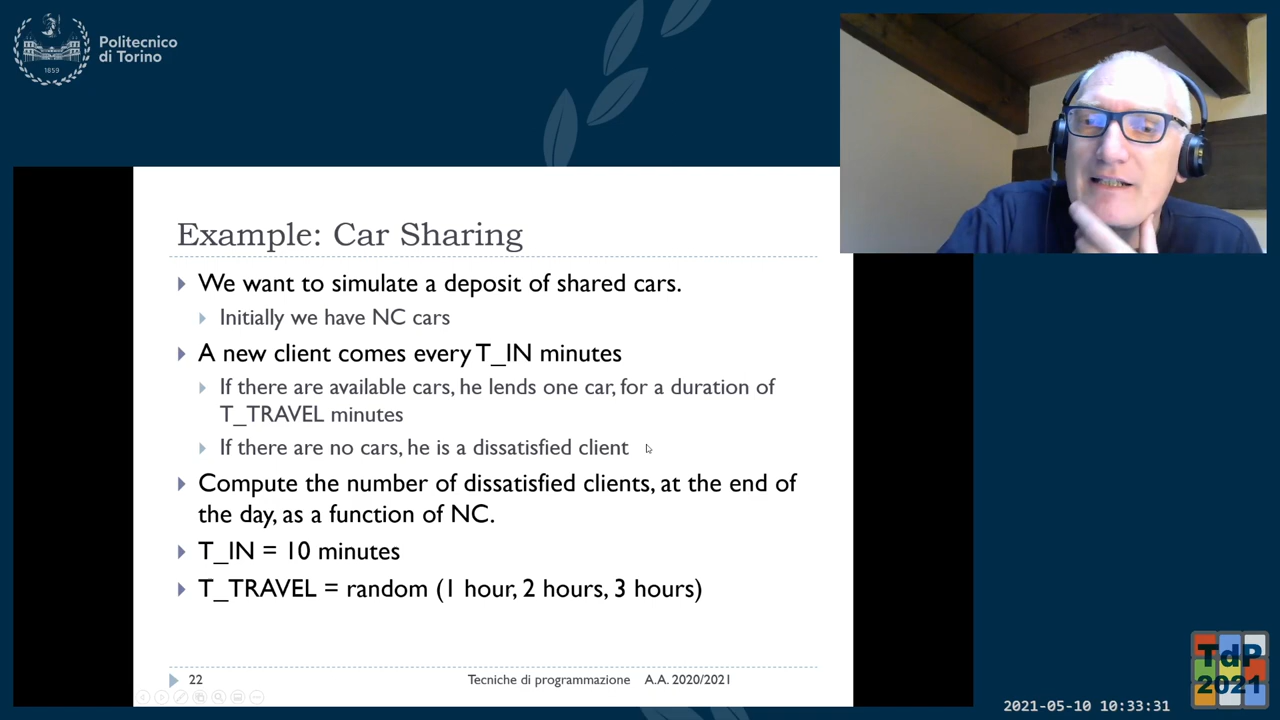 Politecnico
di Torino
1859
Example: Car Sharing
We want to simulate a deposit of shared cars.
Initially we have NC cars
A new client comes every T_IN minutes
If there are available cars, he lends one car, for a duration of
T_TRAVEL minutes
If there are no cars, he is a dissatisfied client
Compute the number of dissatisfied clients, at the end of
the day, as a function of NC.
T_IN = 10 minutes
T_TRAVEL = random (1 hour, 2 hours, 3 hours)
22
Tecniche di programmazione A.A. 2020/2021
TdP
2021
2021-05-10 10:33:31